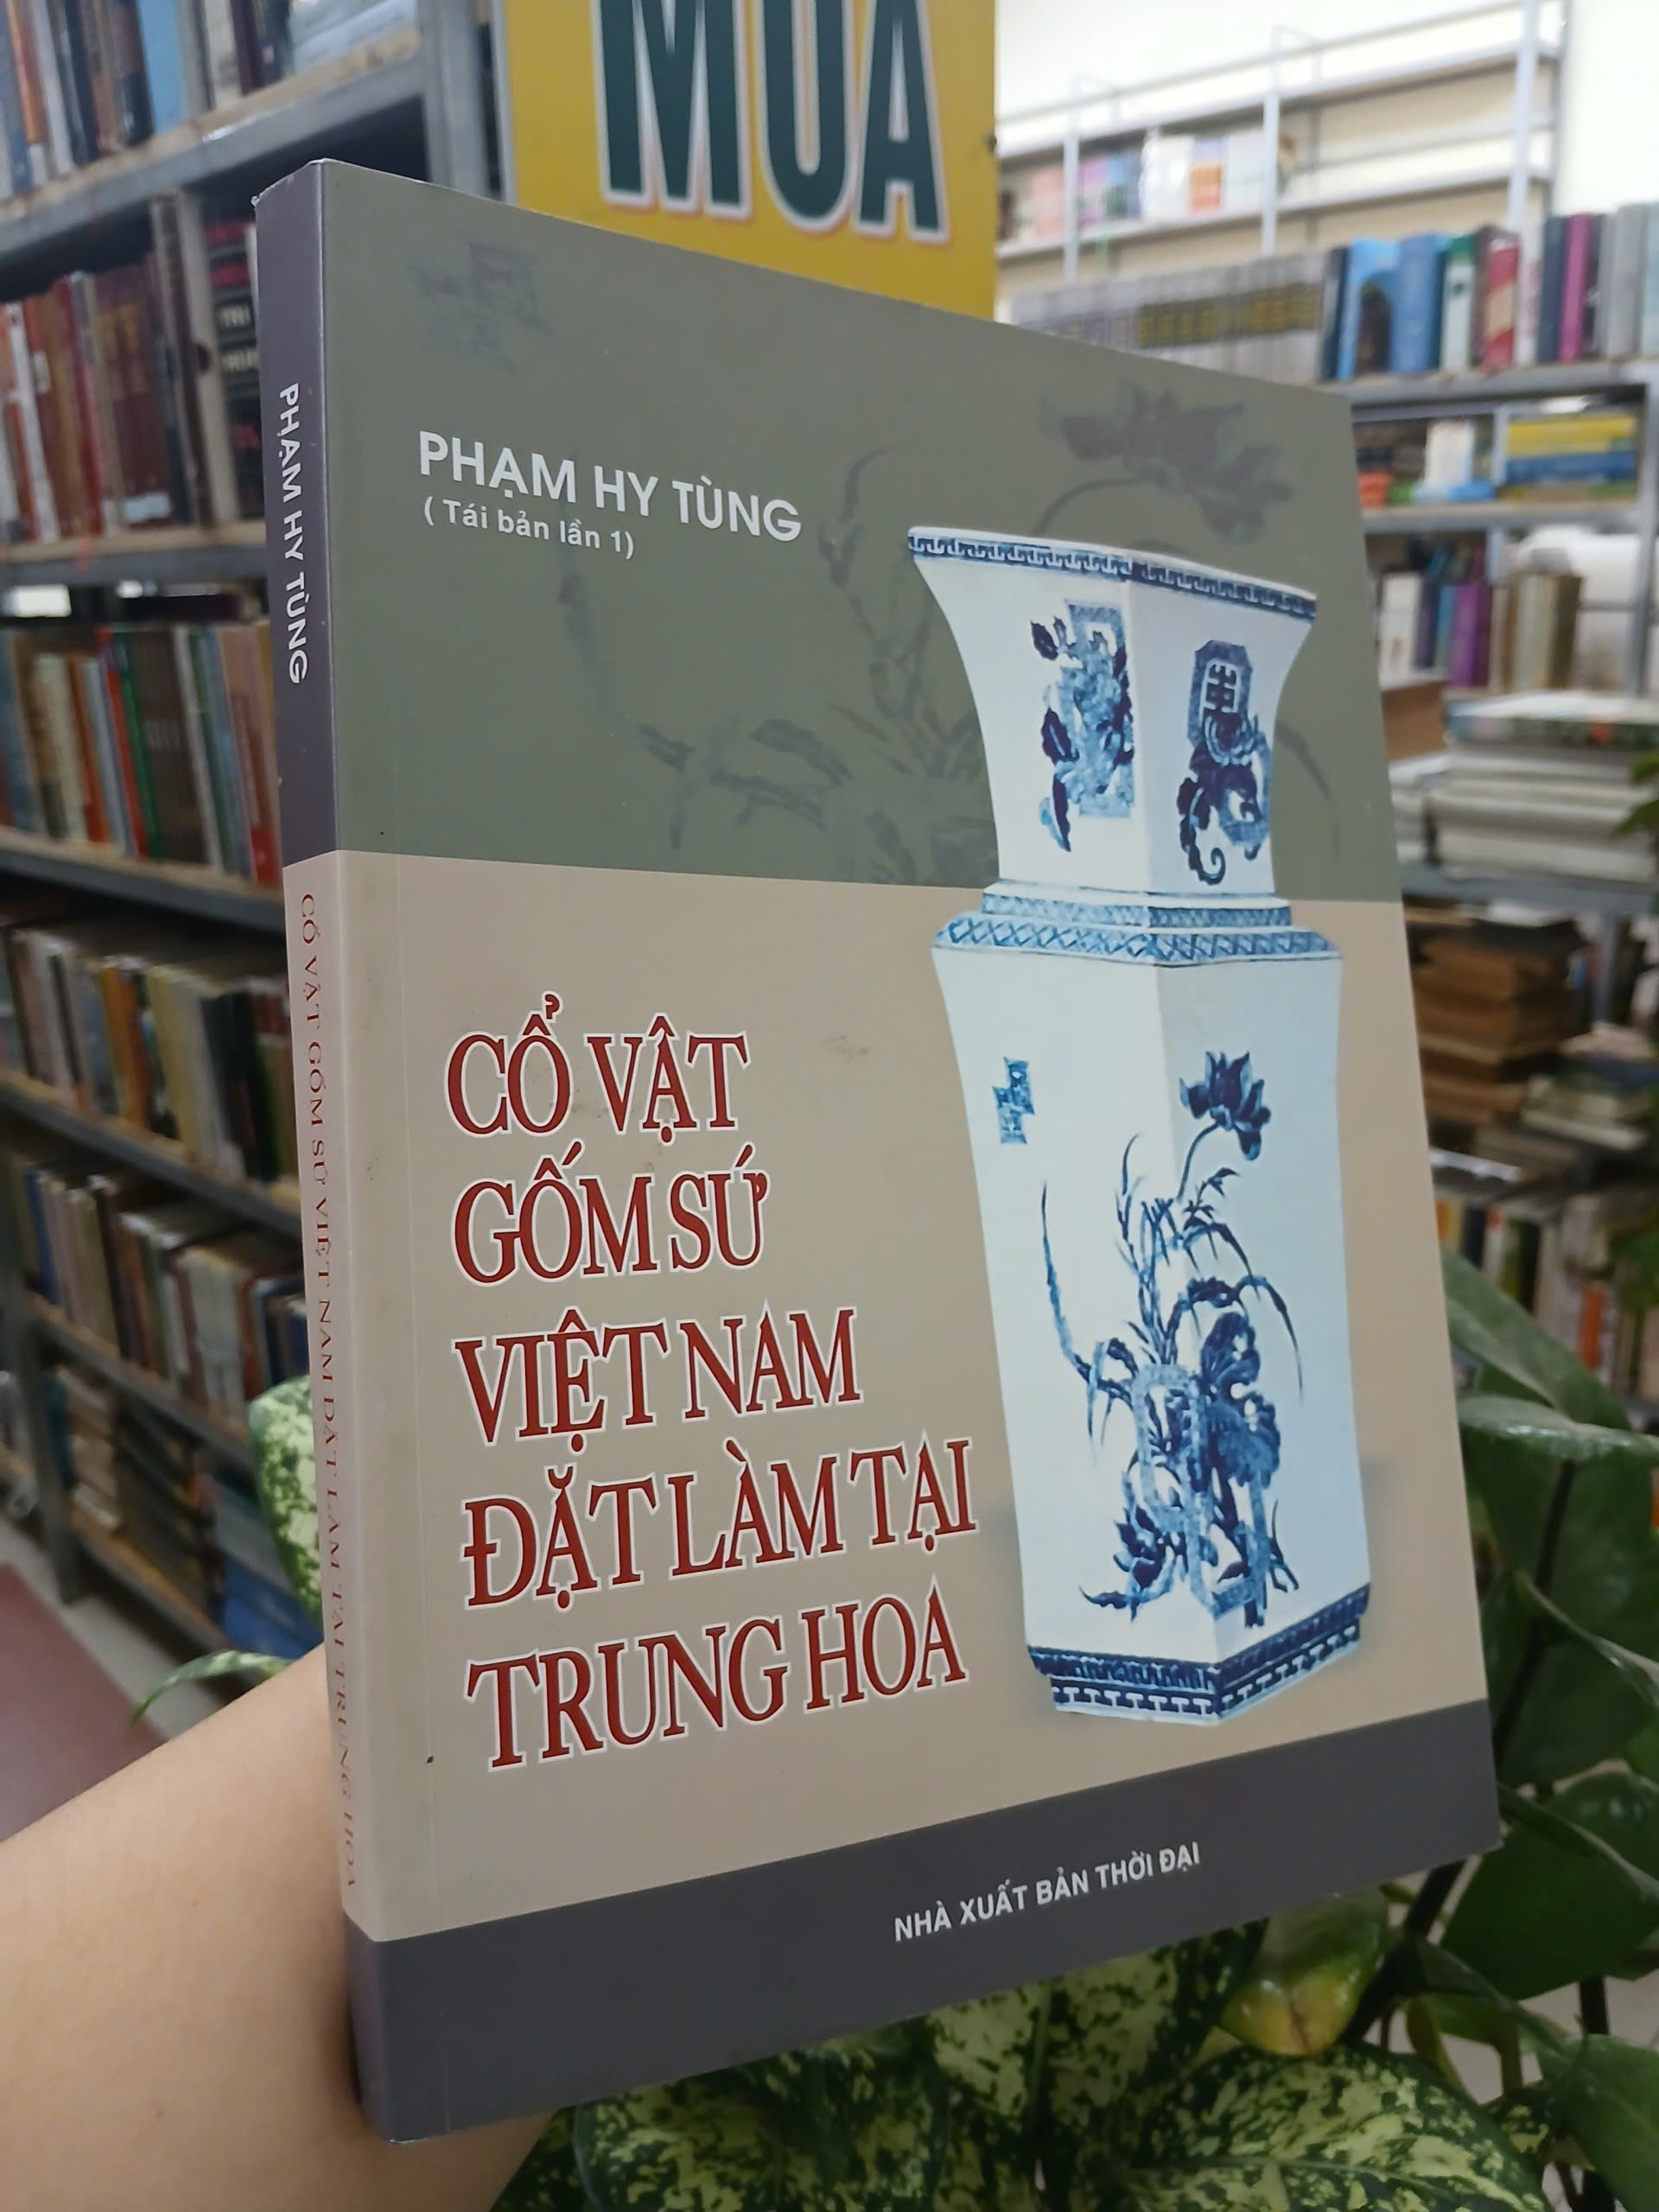 MUA
PHẠM HY TÙNG
( Tái bản lần 1)
CỔ VẬT
GỐM SỨ
VIỆT NAM
ĐẶT LÀM TẠI
TRUNG HOA
NHÀ XUẤT BẢN THỜI ĐẠI
PHẠM HY TÙNG
CỔ VẬT GỐM SỨ VIỆT NAM ĐẶT LÀM TẠI TRUNG HOA
TRI